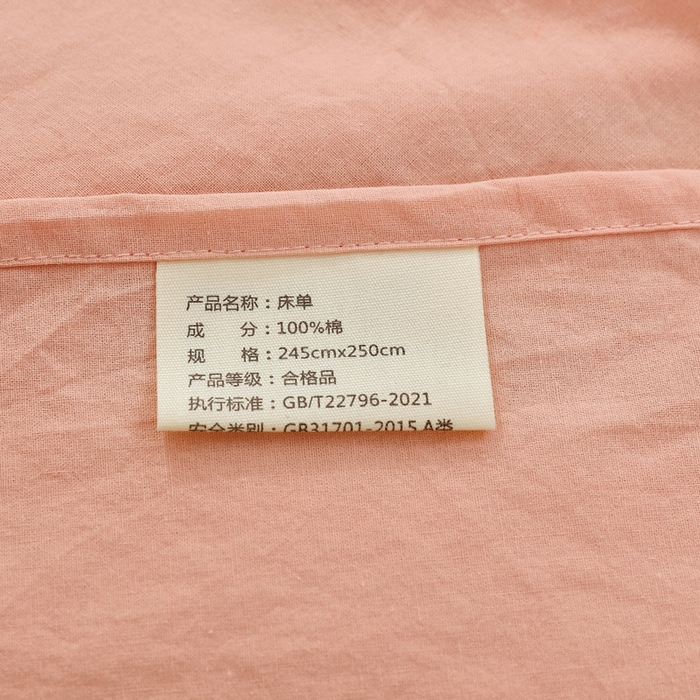 产品名称：床单
成 分：100%棉
规 格：245cmx250cm
产品等级：合格品
执行标准：GB/T22796-2021
安全类别：GB31701-2015 A类